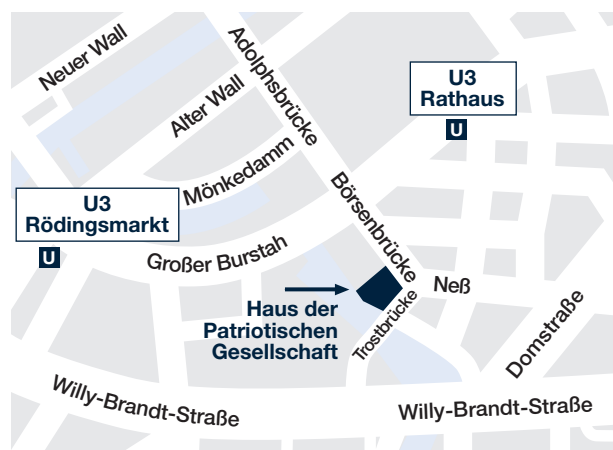 Neuer Wall
Adolphsbrücke
Alter Wall
U3
Rathaus
U
Mönkedamm
Börsenbrücke
U3
Rödingsmarkt
U
Großer Burstah
Neß
Haus der
Patriotischen
Gesellschaft
Trostbrücke
Domstraße
Willy-Brandt-Straße
Willy-Brandt-Straße